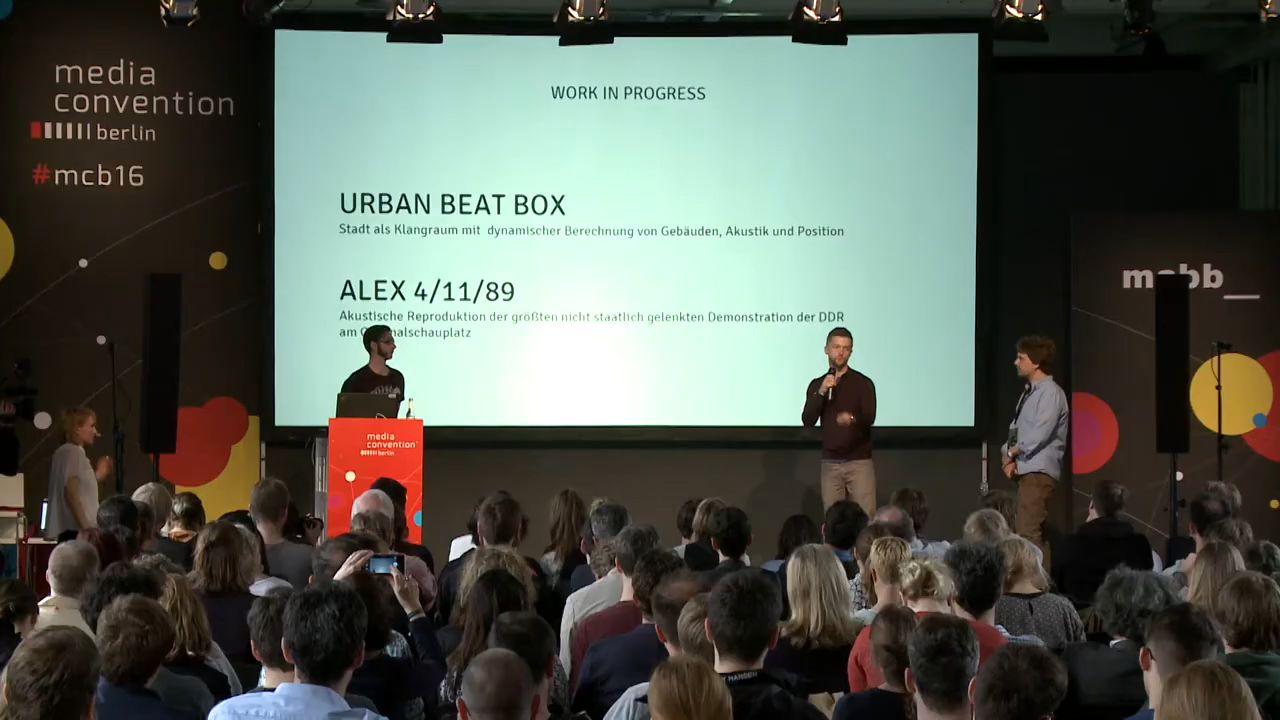 media
convention
berlin
#mcb16
WORK IN PROGRESS
URBAN BEAT BOX
Stadt als Klangraum mit dynamischer Berechnung von Gebäuden, Akustik und Position
ALEX 4/11/89
Akustische Reproduktion der größten nicht staatlich gelenkten Demonstration der DDR
am
media
convention
berlin